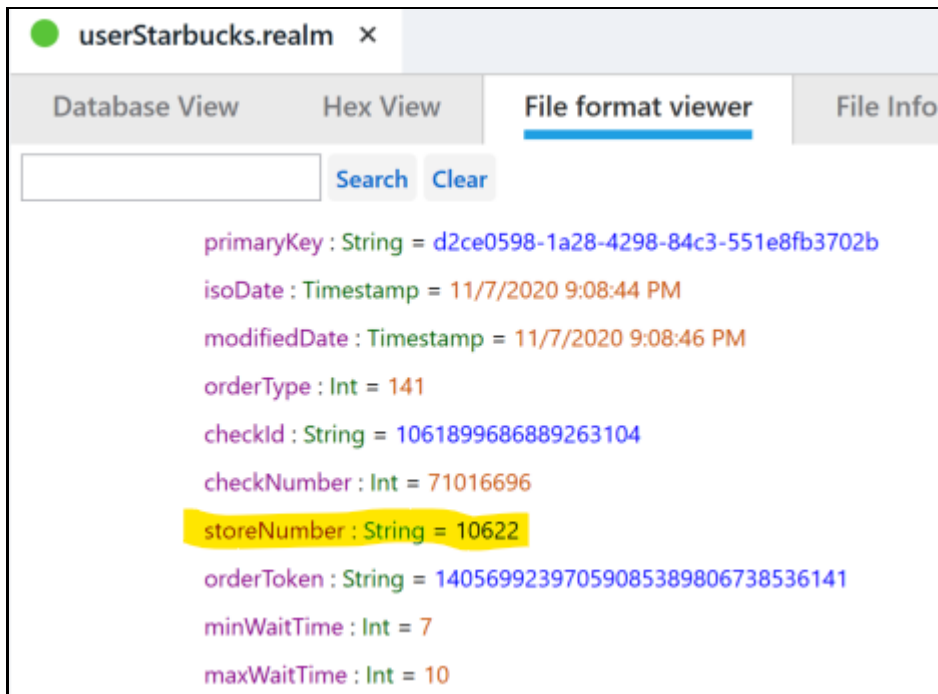 userStarbucks.realm ×
Database View Hex View File format viewer File Info
Search Clear
primaryKey : String = d2ce0598-1a28-4298-84c3-551e8fb3702b
isoDate : Timestamp = 11/7/2020 9:08:44 PM
modifiedDate : Timestamp = 11/7/2020 9:08:46 PM
orderType : Int = 141
checkId : String = 1061899686889263104
checkNumber : Int = 71016696
storeNumber : String = 10622
orderToken : String = 14056992397059085389806738536141
minWaitTime : Int = 7
maxWaitTime : Int = 10